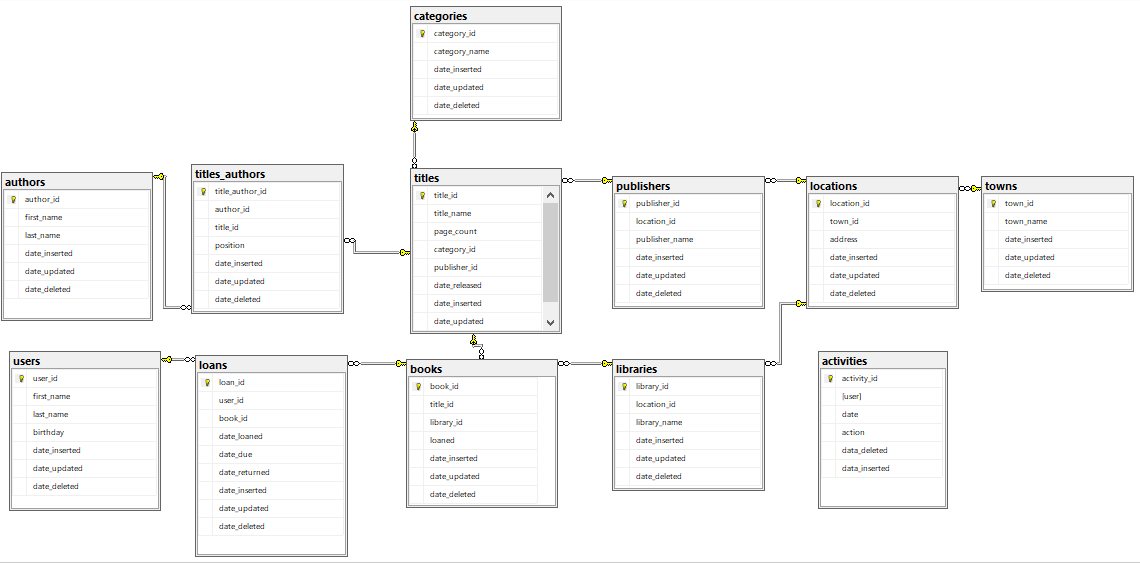 categories
category_id
category_name
date_inserted
date_updated
date_deleted
authors
author_id
first_name
last_name
date_inserted
date_updated
date_deleted
titles_authors
title_author_id
author_id
title_id
position
date_inserted
date_updated
date_deleted
titles
title_id
title_name
page_count
category_id
publisher_id
date_released
date_inserted
date_updated
publishers
publisher_id
location_id
publisher_name
date_inserted
date_updated
date_deleted
locations
location_id
town_id
address
date_inserted
date_updated
date_deleted
towns
town_id
town_name
date_inserted
date_updated
date_deleted
users
user_id
first_name
last_name
birthday
date_inserted
date_updated
date_deleted
loans
loan_id
user_id
book_id
date_loaned
date_due
date_returned
date_inserted
date_updated
date_deleted
books
book_id
title_id
library_id
loaned
date_inserted
date_updated
date_deleted
libraries
library_id
location_id
library_name
date_inserted
date_updated
date_deleted
activities
activity_id
[user]
date
action
data_deleted
data_inserted